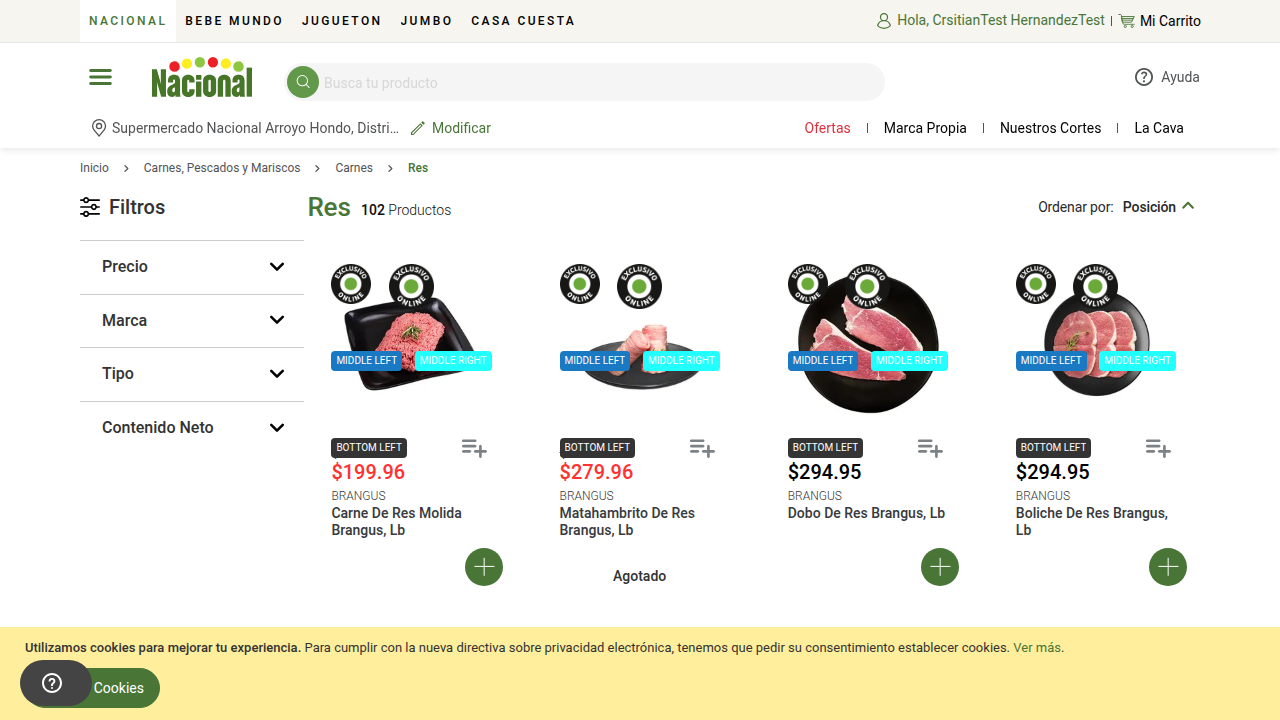 NACIONAL BEBE MUNDO JUGUETON JUMBO CASA CUESTA Hola, CrsitianTest HernandezTest | Mi Carrito
Nacional Busca tu producto Ayuda
Supermercado Nacional Arroyo Hondo, Distri... Modificar Ofertas | Marca Propia | Nuestros Cortes | La Cava
Inicio > Carnes, Pescados y Mariscos > Carnes > Res
Filtros Res 102 Productos Ordenar por: Posición
Precio
Marca
Tipo
Contenido Neto
EXCLUSIVO ONLINE EXCLUSIVO ONLINE EXCLUSIVO ONLINE EXCLUSIVO ONLINE EXCLUSIVO ONLINE EXCLUSIVO ONLINE EXCLUSIVO ONLINE EXCLUSIVO ONLINE
MIDDLE LEFT MIDDLE RIGHT MIDDLE LEFT MIDDLE RIGHT MIDDLE LEFT MIDDLE RIGHT MIDDLE LEFT MIDDLE RIGHT
BOTTOM LEFT BOTTOM LEFT BOTTOM LEFT BOTTOM LEFT
$199.96 $279.96 $294.95 $294.95
BRANGUS BRANGUS BRANGUS BRANGUS
Carne De Res Molida Matahambrito De Res Dobo De Res Brangus, Lb Boliche De Res Brangus,
Brangus, Lb Brangus, Lb Lb
Agotado
Utilizamos cookies para mejorar tu experiencia. Para cumplir con la nueva directiva sobre privacidad electrónica, tenemos que pedir su consentimiento establecer cookies. Ver más.
Cookies